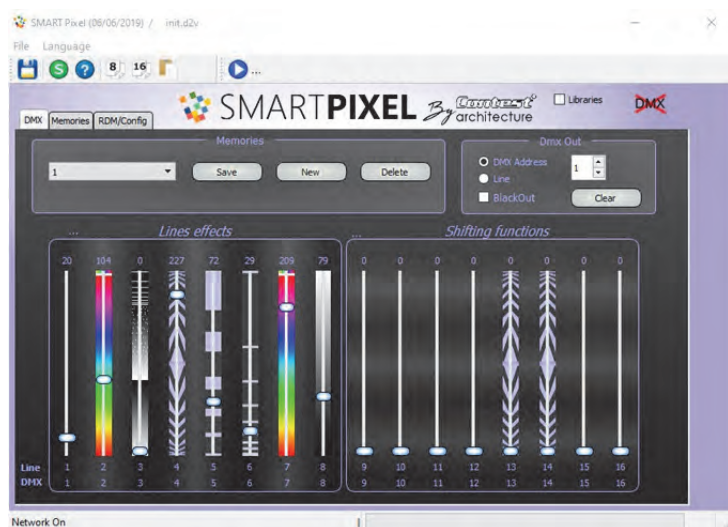 SMART Pixel (06/06/2019) / init.d2v
File Language
S ? 8 16 ...
SMARTPIXEL By Contest architecture
Libraries
DMX
DMX Memories RDM/Config
Memories
1
Save New Delete
Dmx Out
DMX Address
1
Line
BlackOut
Clear
... Lines effects
... Shifting functions
20 104 0 227 72 29 209 79 0 0 0 0 0 0 0 0
Line 1 2 3 4 5 6 7 8 9 10 11 12 13 14 15 16
DMX 1 2 3 4 5 6 7 8 9 10 11 12 13 14 15 16
Network On